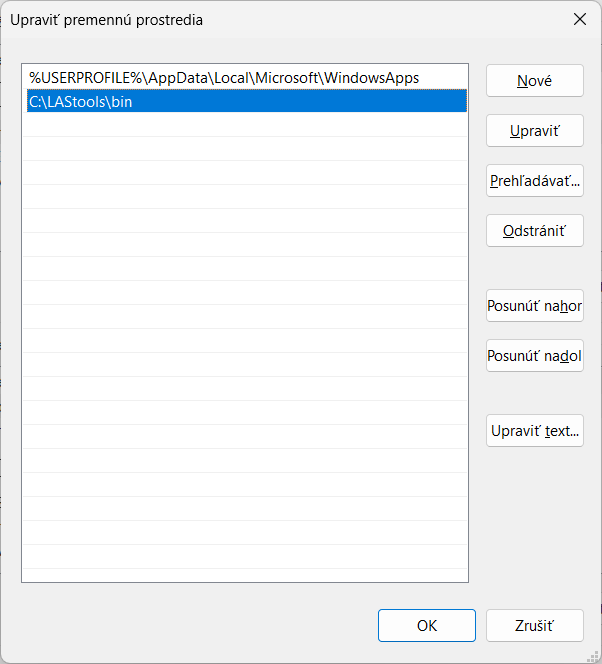 Upraviť premennú prostredia
%USERPROFILE%\AppData\Local\Microsoft\WindowsApps
C:\LAStools\bin
Nové
Upraviť
Prehľadávať...
Odstrániť
Posunúť nahor
Posunúť nadol
Upraviť text...
OK
Zrušiť